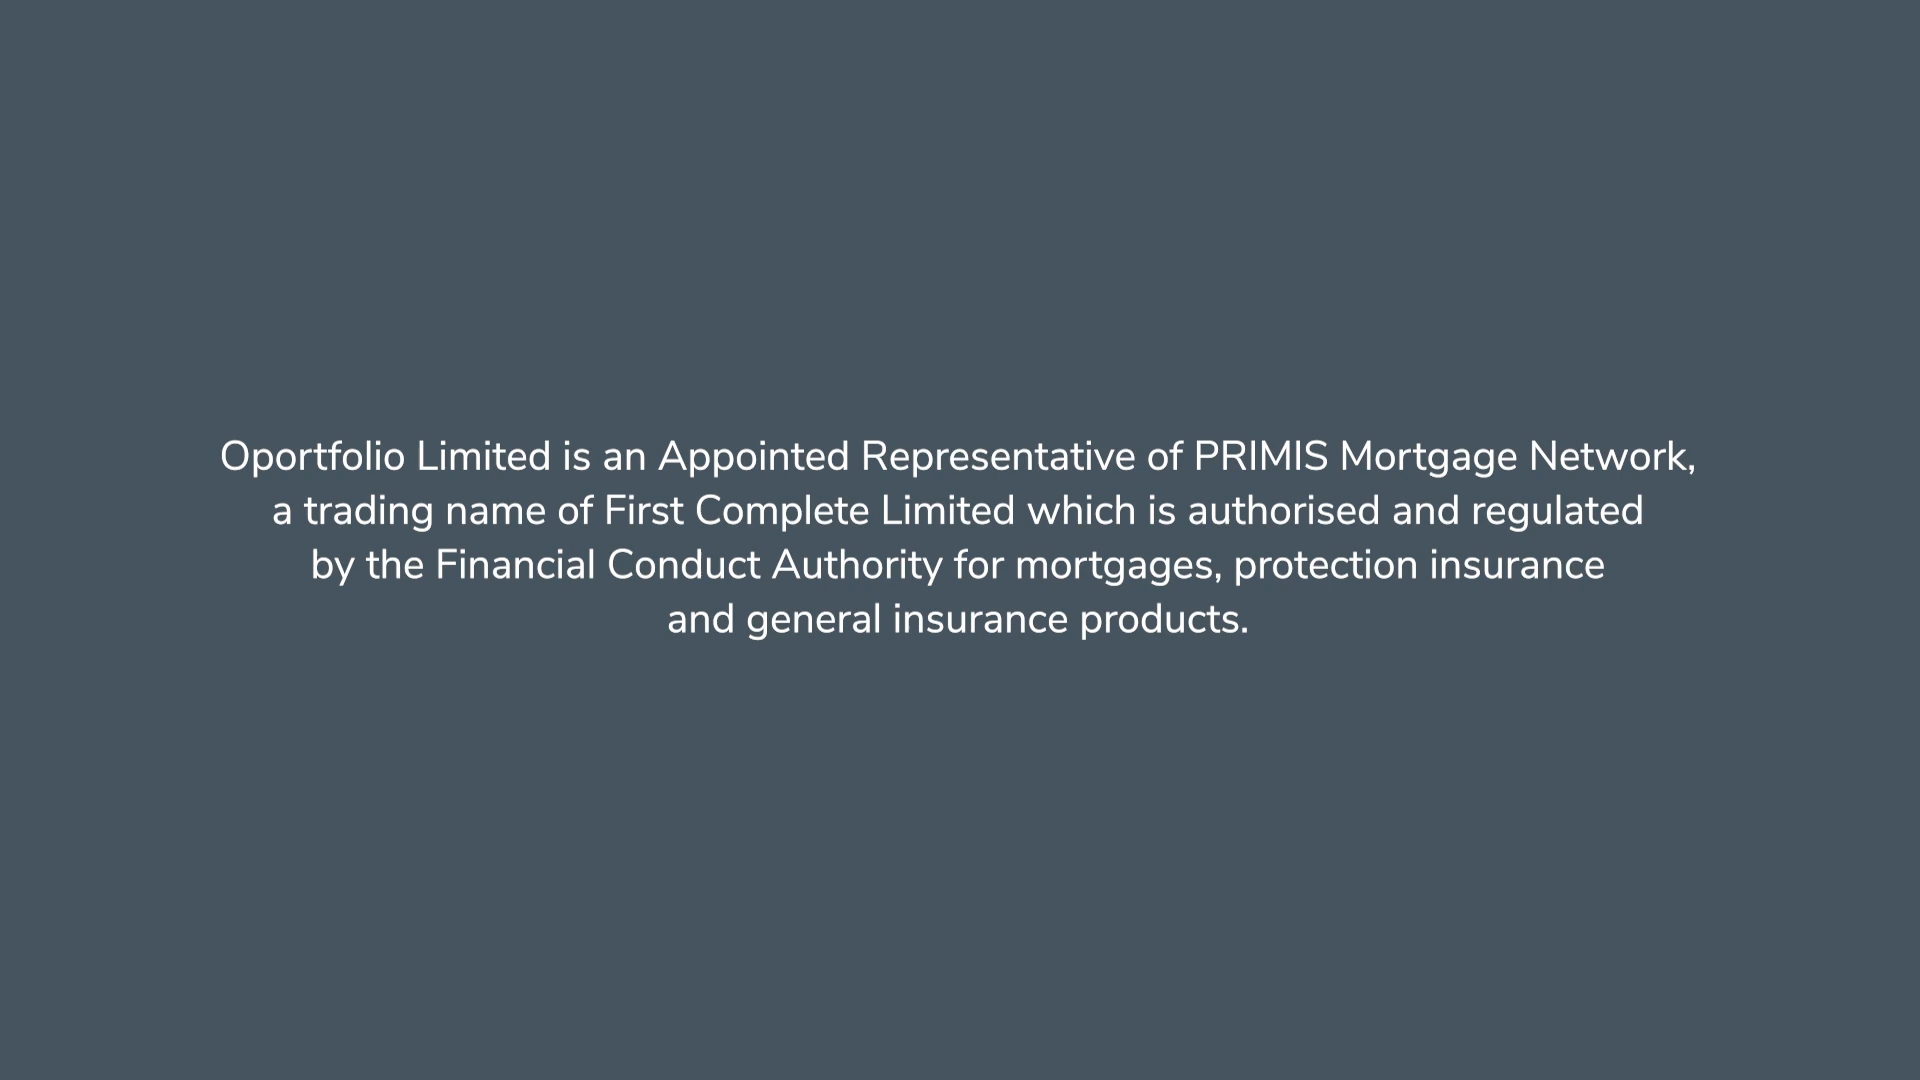 Oportfolio Limited is an Appointed Representative of PRIMIS Mortgage Network,
a trading name of First Complete Limited which is authorised and regulated
by the Financial Conduct Authority for mortgages, protection insurance
and general insurance products.